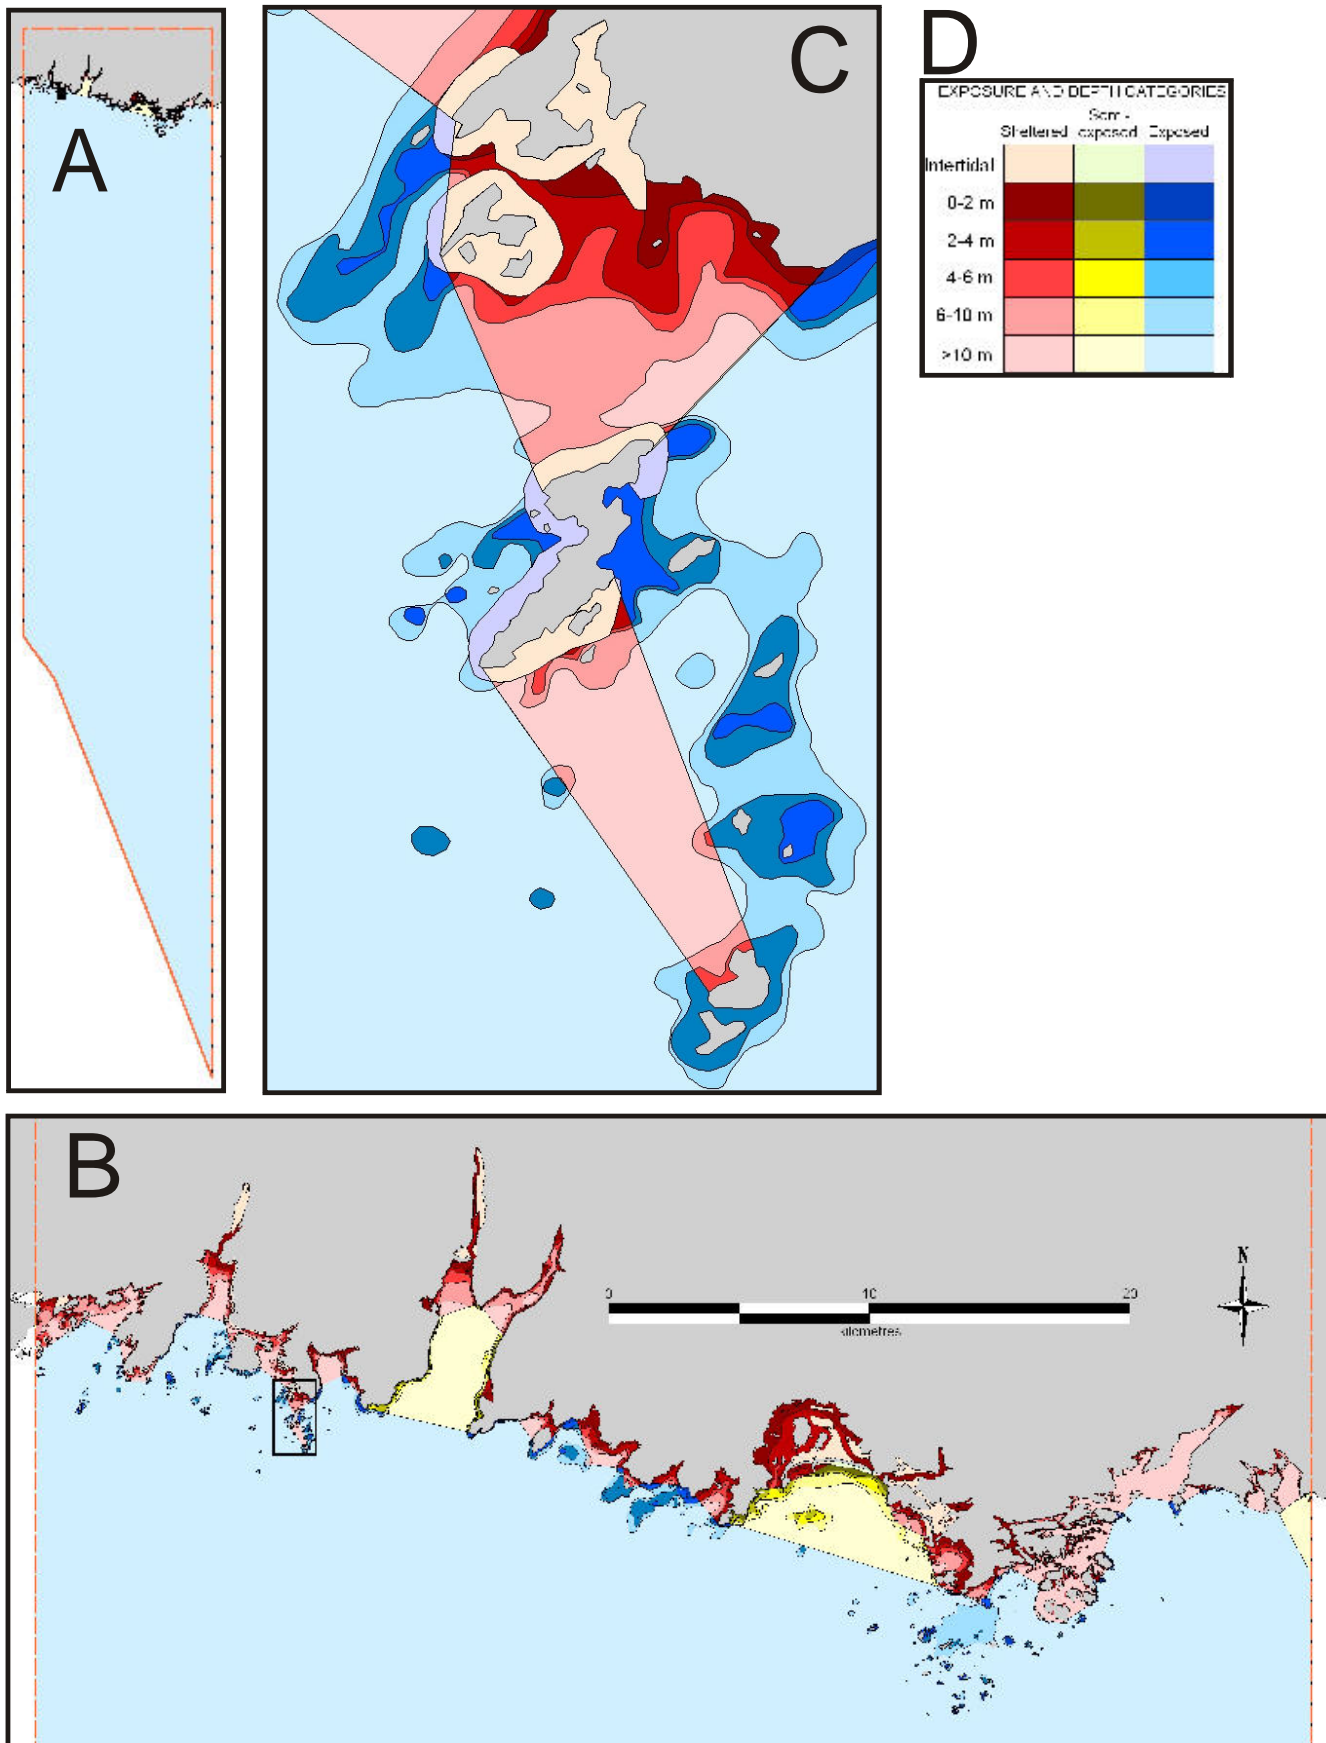 A
C
D
EXPOSURE AND DEPTH CATEGORIES
Sheltered
exposed
Exposed
Intertidal
0-2 m
2-4 m
4-6 m
6-10 m
>10 m
B
N
0 10 20
kilometres